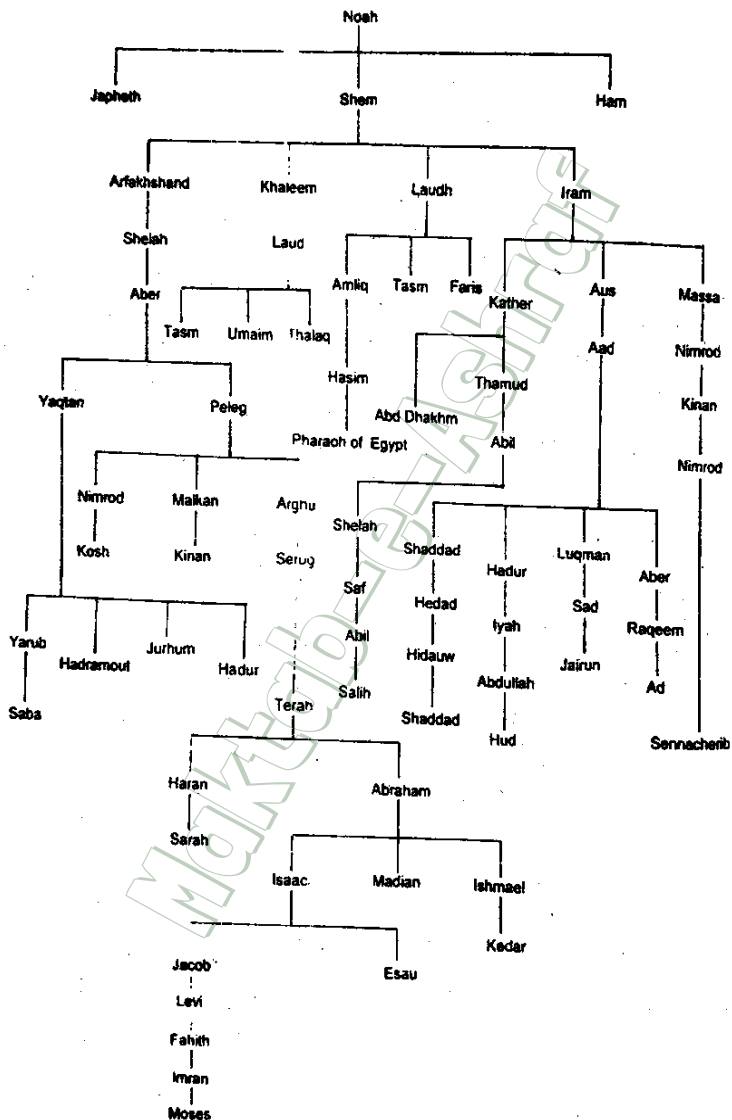 Noah
Japheth Shem Ham
Arfakhshand Khaleem Laudh Iram
Shelah Laud
Aber Amliq Tasm Faris Kather Aus Massa
Tasm Umaim Thalaq Aad Nimrod
Hasim Thamud
Yaqtan Peleg Abd Dhakhm Kinan
Pharaoh of Egypt Abil
Nimrod
Nimrod Malkan Arghu
Shelah Shaddad Luqman
Kosh Kinan Serug Hadur Aber
Saf Hedad Sad
Yarub Abil Iyah Raqeem
Hadramout Jurhum Hadur Hidauw Jairun
Salih Abdullah Ad
Saba Terah Shaddad
Hud Sennacherib
Haran Abraham
Sarah
Isaac Madian Ishmael
Kedar
Jacob Esau
Levi
Fahith
Imran
Moses
Maktab-e-Ashraf